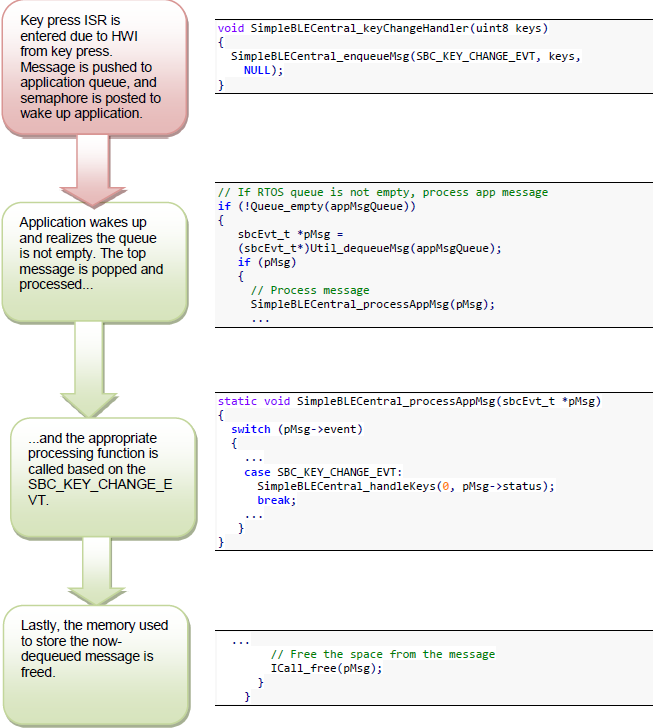 Key press ISR is
entered due to HWI
from key press.
Message is pushed to
application queue, and
semaphore is posted to
wake up application.
void SimpleBLECentral_keyChangeHandler(uint8 keys)
{
SimpleBLECentral_enqueueMsg(SBC_KEY_CHANGE_EVT, keys,
NULL);
}
Application wakes up
and realizes the queue
is not empty. The top
message is popped and
processed...
// If RTOS queue is not empty, process app message
if (!Queue_empty(appMsgQueue))
{
sbcEvt_t *pMsg =
(sbcEvt_t*)Util_dequeueMsg(appMsgQueue);
if (pMsg)
{
// Process message
SimpleBLECentral_processAppMsg(pMsg);
...
...and the appropriate
processing function is
called based on the
SBC_KEY_CHANGE_E
VT.
static void SimpleBLECentral_processAppMsg(sbcEvt_t *pMsg)
{
switch (pMsg->event)
{
...
case SBC_KEY_CHANGE_EVT:
SimpleBLECentral_handleKeys(0, pMsg->status);
break;
...
}
}
Lastly, the memory used
to store the now-
dequeued message is
freed.
...
// Free the space from the message
ICall_free(pMsg);
}
}